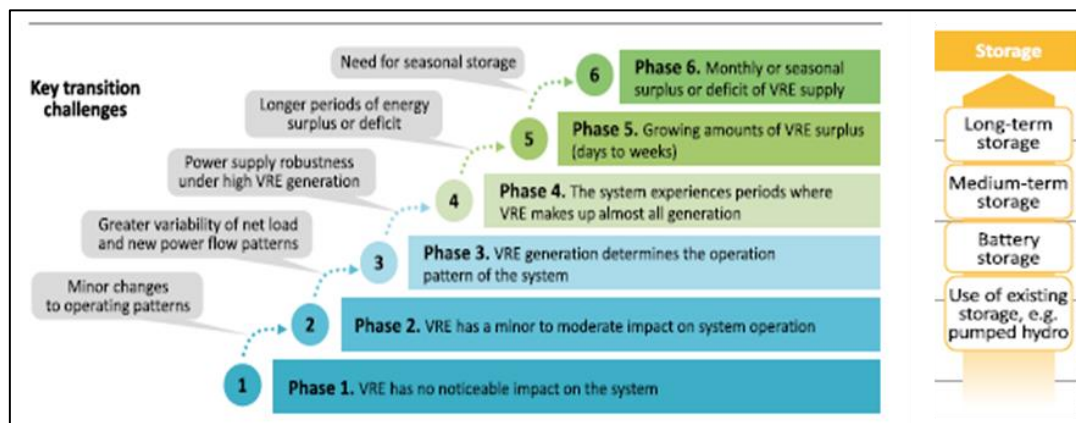 Key transition
challenges
Need for seasonal storage
Longer periods of energy
surplus or deficit
Power supply robustness
under high VRE generation
Greater variability of net load
and new power flow patterns
Minor changes
to operating patterns
6
Phase 6. Monthly or seasonal
surplus or deficit of VRE supply
5
Phase 5. Growing amounts of VRE surplus
(days to weeks)
4
Phase 4. The system experiences periods where
VRE makes up almost all generation
3
Phase 3. VRE generation determines the operation
pattern of the system
2
Phase 2. VRE has a minor to moderate impact on system operation
1
Phase 1. VRE has no noticeable impact on the system
Storage
Long-term
storage
Medium-term
storage
Battery
storage
Use of existing
storage, e.g.
pumped hydro